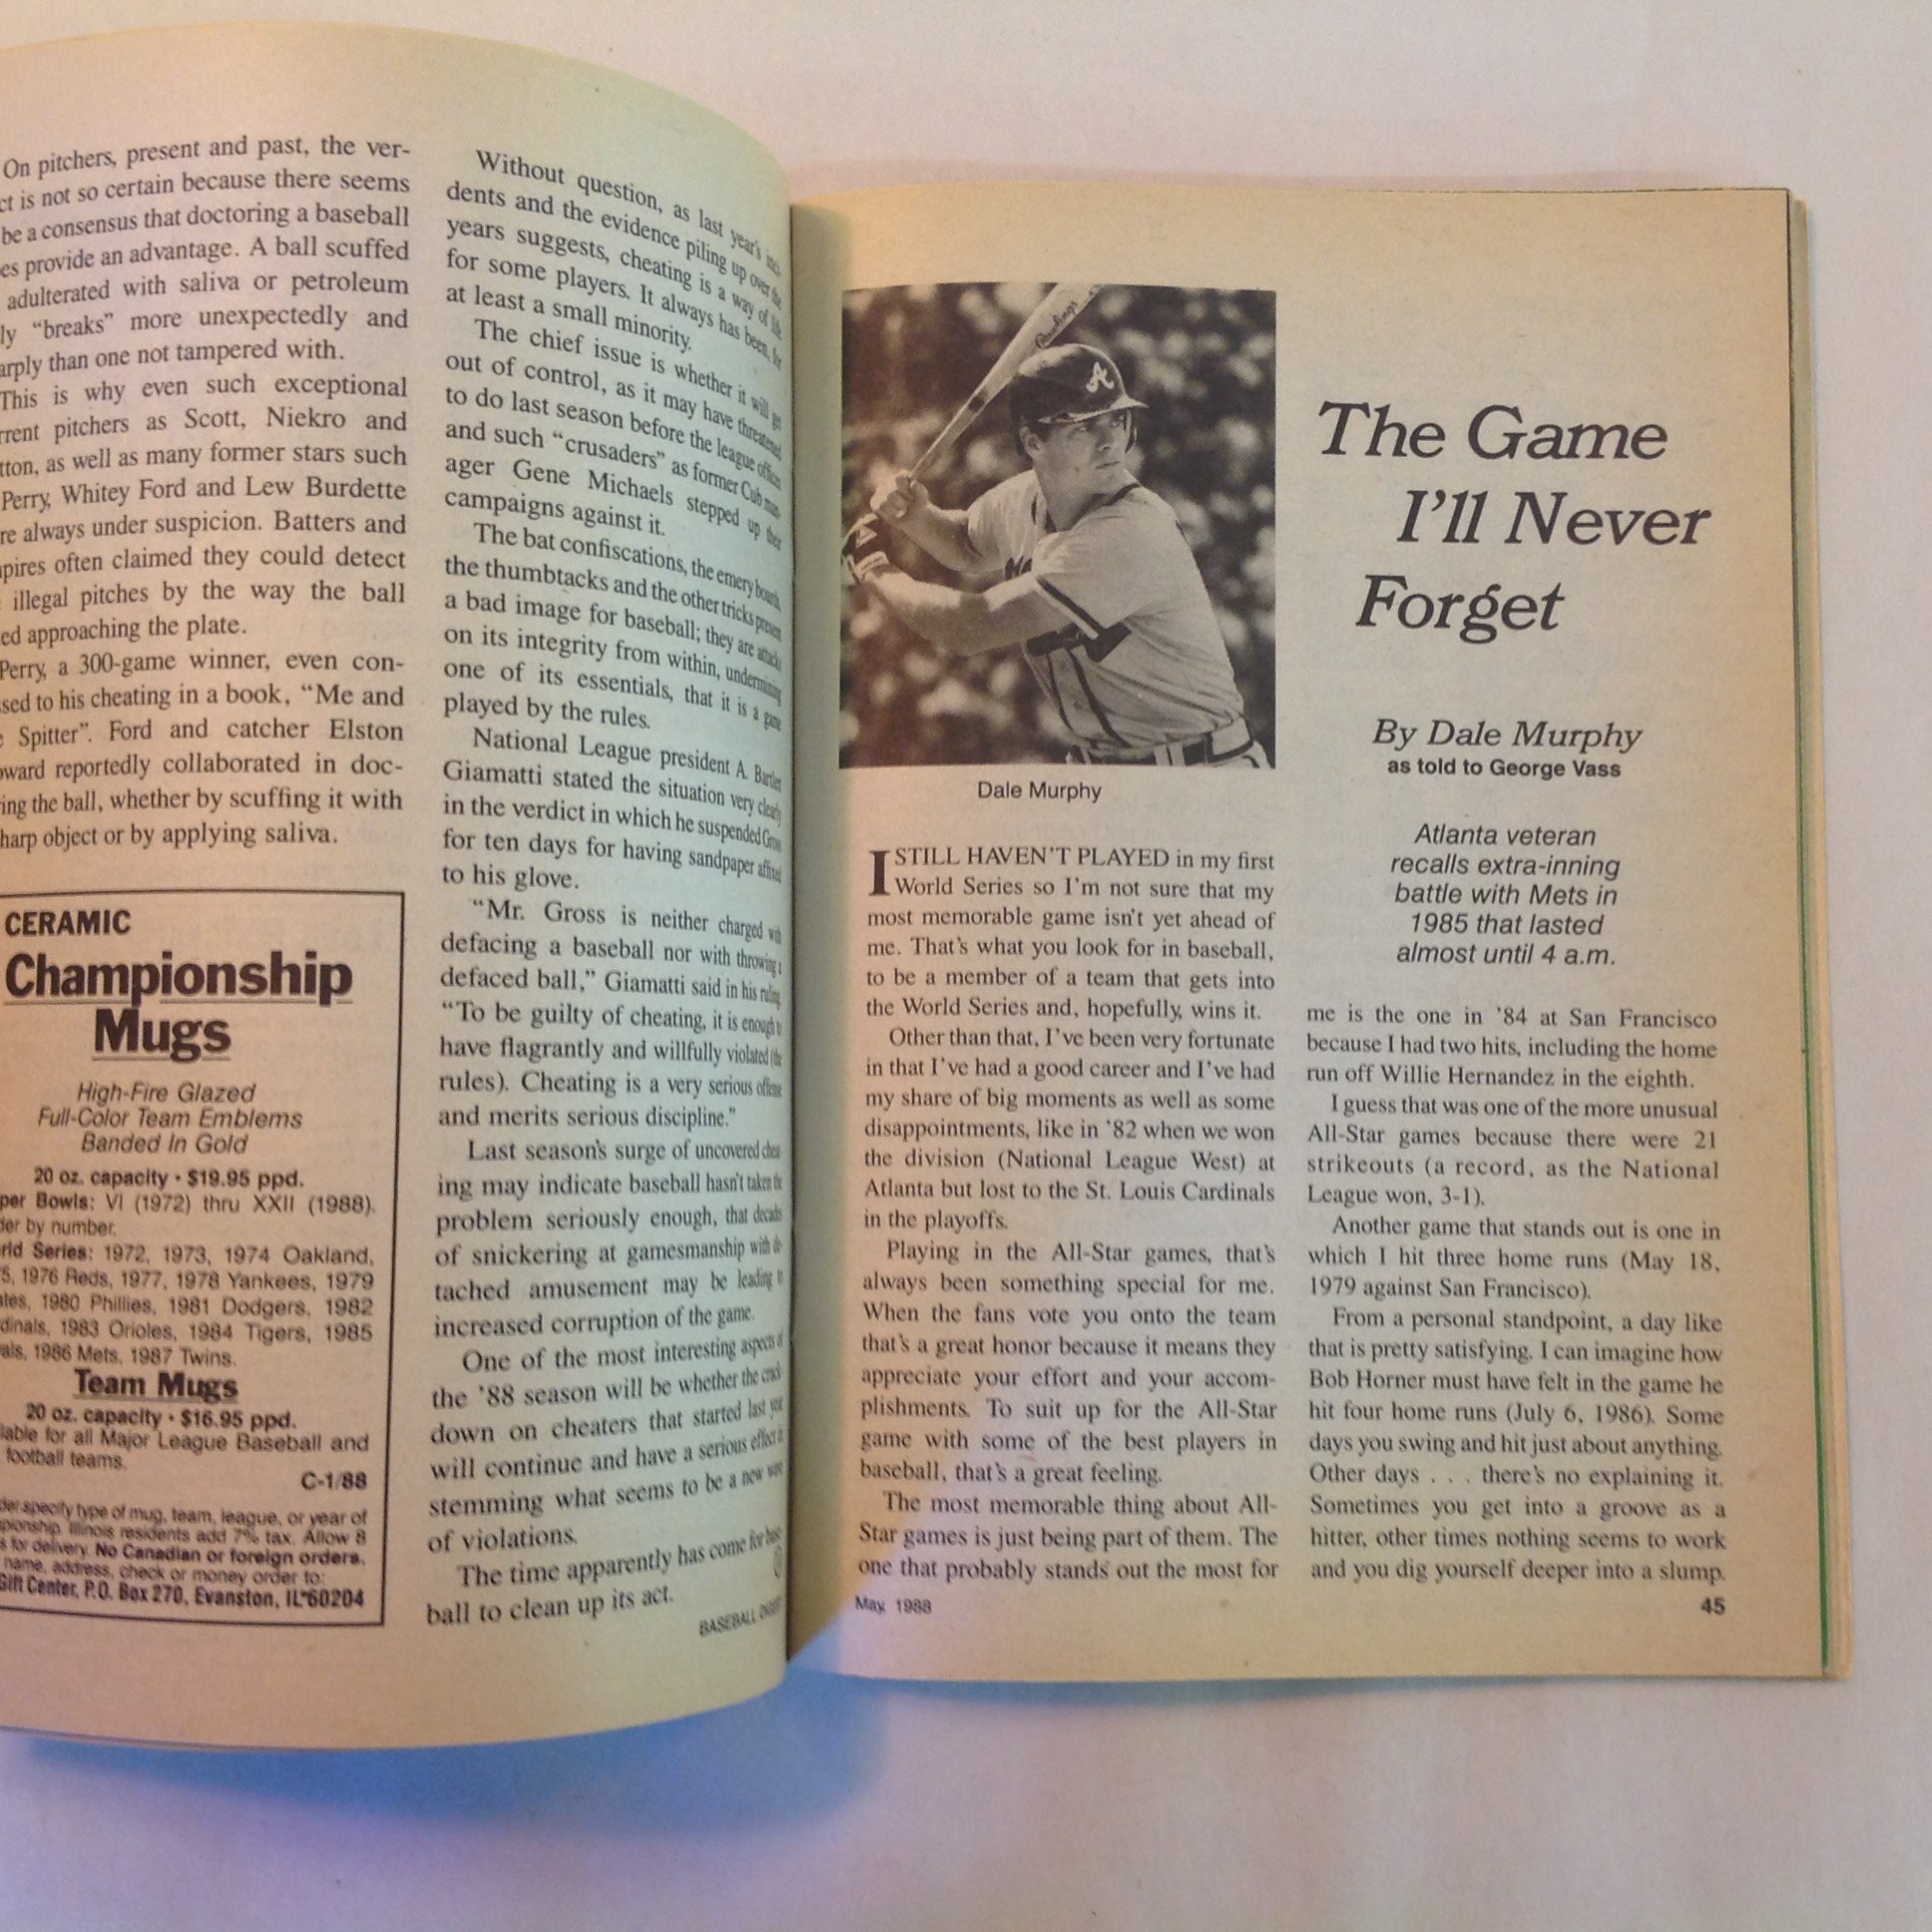 On pitchers, present and past, the ver-
ct is not so certain because there seems
be a consensus that doctoring a baseball
es provide an advantage. A ball scuffed
adulterated with saliva or petroleum
ly “breaks” more unexpectedly and
arply than one not tampered with.
This is why even such exceptional
rrent pitchers as Scott, Niekro and
tton, as well as many former stars such
Perry, Whitey Ford and Lew Burdette
re always under suspicion. Batters and
pires often claimed they could detect
illegal pitches by the way the ball
ed approaching the plate.
Perry, a 300-game winner, even con-
sed to his cheating in a book, “Me and
e Spitter”. Ford and catcher Elston
oward reportedly collaborated in doc-
ring the ball, whether by scuffing it with
harp object or by applying saliva.
CERAMIC
Championship
Mugs
High-Fire Glazed
Full-Color Team Emblems
Banded In Gold
20 oz. capacity • $19.95 ppd.
per Bowls: VI (1972) thru XXII (1988).
der by number.
rld Series: 1972, 1973, 1974 Oakland,
5, 1976 Reds, 1977, 1978 Yankees, 1979
ates, 1980 Phillies, 1981 Dodgers, 1982
dinals, 1983 Orioles, 1984 Tigers, 1985
als, 1986 Mets, 1987 Twins.
Team Mugs
20 oz. capacity • $16.95 ppd.
lable for all Major League Baseball and
football teams.
C-1/88
der specify type of mug, team, league, or year of
pionship. Illinois residents add 7% tax. Allow 8
s for delivery. No Canadian or foreign orders.
name, address, check or money order to:
Gift Center, P.O. Box 270, Evanston, IL 60204
Without question, as last year's inci-
dents and the evidence piling up over the
years suggests, cheating is a way of life
for some players. It always has been, for
at least a small minority.
The chief issue is whether it will get
out of control, as it may have threatened
to do last season before the league offices
and such “crusaders” as former Cub man-
ager Gene Michaels stepped up their
campaigns against it.
The bat confiscations, the emery boards,
the thumbtacks and the other tricks present
a bad image for baseball; they are attacks
on its integrity from within, undermining
one of its essentials, that it is a game
played by the rules.
National League president A. Bartlett
Giamatti stated the situation very clearly
in the verdict in which he suspended Gross
for ten days for having sandpaper affixed
to his glove.
“Mr. Gross is neither charged with
defacing a baseball nor with throwing a
defaced ball,” Giamatti said in his ruling.
“To be guilty of cheating, it is enough to
have flagrantly and willfully violated (the
rules). Cheating is a very serious offense
and merits serious discipline.”
Last season's surge of uncovered cheat-
ing may indicate baseball hasn't taken the
problem seriously enough, that decades
of snickering at gamesmanship with de-
tached amusement may be leading to
increased corruption of the game.
One of the most interesting aspects of
the '88 season will be whether the crack-
down on cheaters that started last year
will continue and have a serious effect in
stemming what seems to be a new wave
of violations.
The time apparently has come for base-
ball to clean up its act.
BASEBALL DIGEST
Rawlings
A
Dale Murphy
The Game
I'll Never
Forget
By Dale Murphy
as told to George Vass
Atlanta veteran
recalls extra-inning
battle with Mets in
1985 that lasted
almost until 4 a.m.
I STILL HAVEN'T PLAYED in my first
World Series so I'm not sure that my
most memorable game isn't yet ahead of
me. That's what you look for in baseball,
to be a member of a team that gets into
the World Series and, hopefully, wins it.
Other than that, I've been very fortunate
in that I've had a good career and I've had
my share of big moments as well as some
disappointments, like in '82 when we won
the division (National League West) at
Atlanta but lost to the St. Louis Cardinals
in the playoffs.
Playing in the All-Star games, that's
always been something special for me.
When the fans vote you onto the team
that's a great honor because it means they
appreciate your effort and your accom-
plishments. To suit up for the All-Star
game with some of the best players in
baseball, that's a great feeling.
The most memorable thing about All-
Star games is just being part of them. The
one that probably stands out the most for
me is the one in '84 at San Francisco
because I had two hits, including the home
run off Willie Hernandez in the eighth.
I guess that was one of the more unusual
All-Star games because there were 21
strikeouts (a record, as the National
League won, 3-1).
Another game that stands out is one in
which I hit three home runs (May 18,
1979 against San Francisco).
From a personal standpoint, a day like
that is pretty satisfying. I can imagine how
Bob Horner must have felt in the game he
hit four home runs (July 6, 1986). Some
days you swing and hit just about anything.
Other days . . . there's no explaining it.
Sometimes you get into a groove as a
hitter, other times nothing seems to work
and you dig yourself deeper into a slump.
May, 1988
45